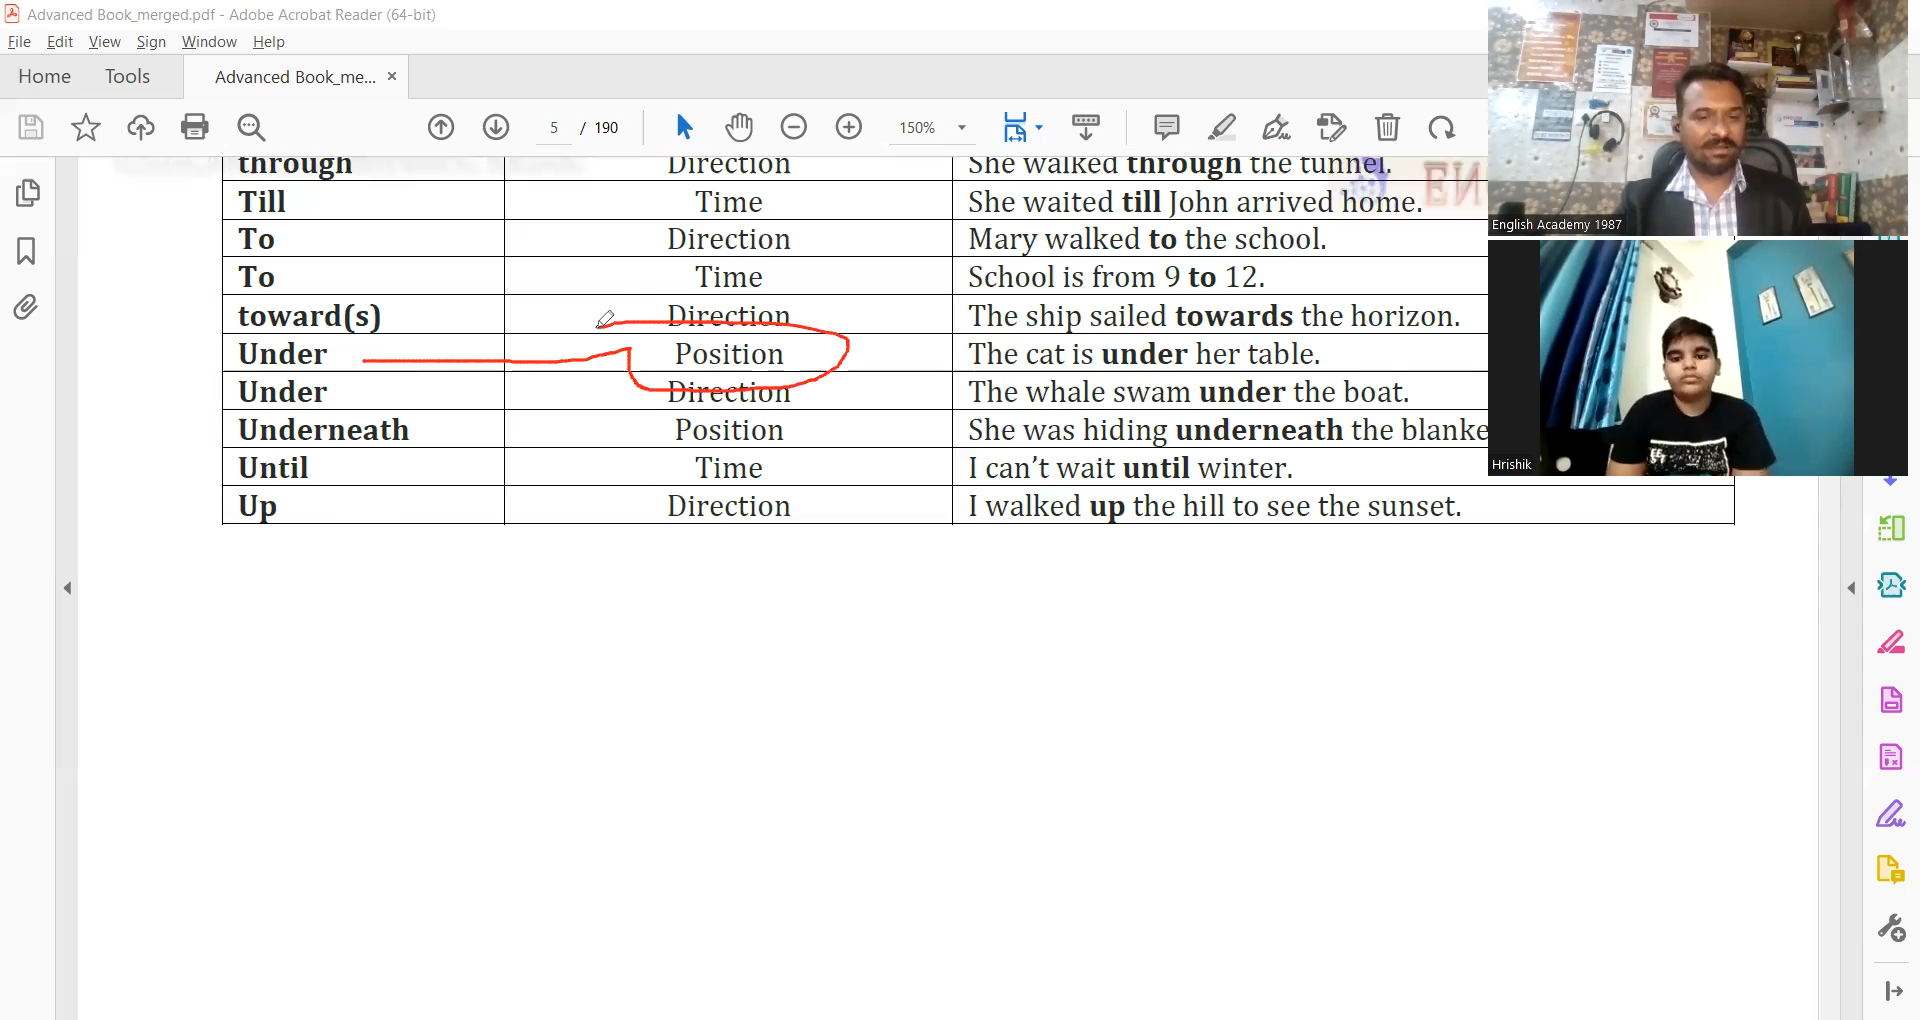 Advanced Book_merged.pdf - Adobe Acrobat Reader (64-bit)
File Edit View Sign Window Help
Home Tools Advanced Book_me... ×
5 / 190 150%
through Direction She walked through the tunnel.
Till Time She waited till John arrived home.
To Direction Mary walked to the school.
To Time School is from 9 to 12.
toward(s) Direction The ship sailed towards the horizon.
Under Position The cat is under her table.
Under Direction The whale swam under the boat.
Underneath Position She was hiding underneath the blanke
Until Time I can’t wait until winter.
Up Direction I walked up the hill to see the sunset.
English Academy 1987
Hrishik